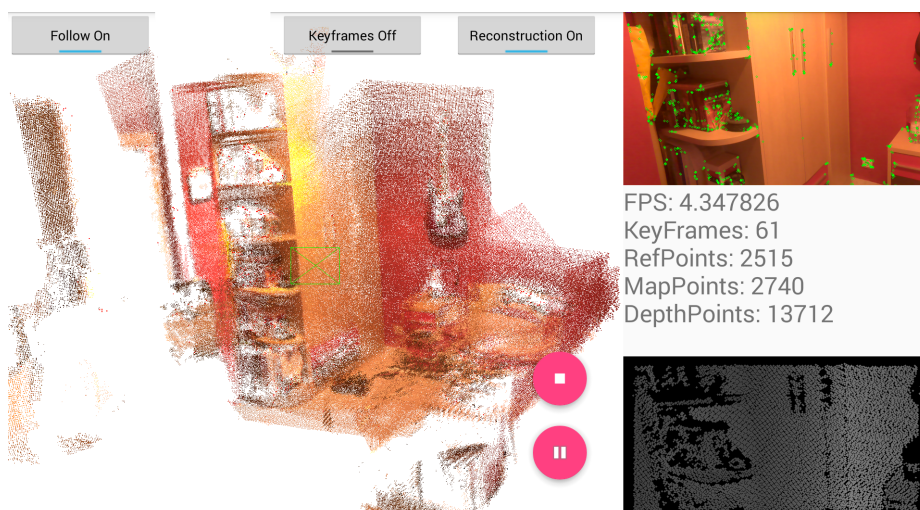 Follow On
Keyframes Off
Reconstruction On
FPS: 4.347826
KeyFrames: 61
RefPoints: 2515
MapPoints: 2740
DepthPoints: 13712